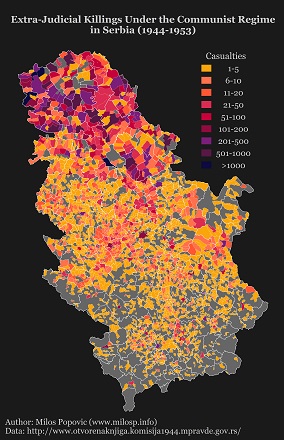 Extra-Judicial Killings Under the Communist Regime
in Serbia (1944-1953)
Casualties
1-5
6-10
11-20
21-50
51-100
101-200
201-500
501-1000
>1000
Author: Milos Popovic (www.milosp.info)
Data: http://www.otvorenaknjiga.komisija1944.mpravde.gov.rs/